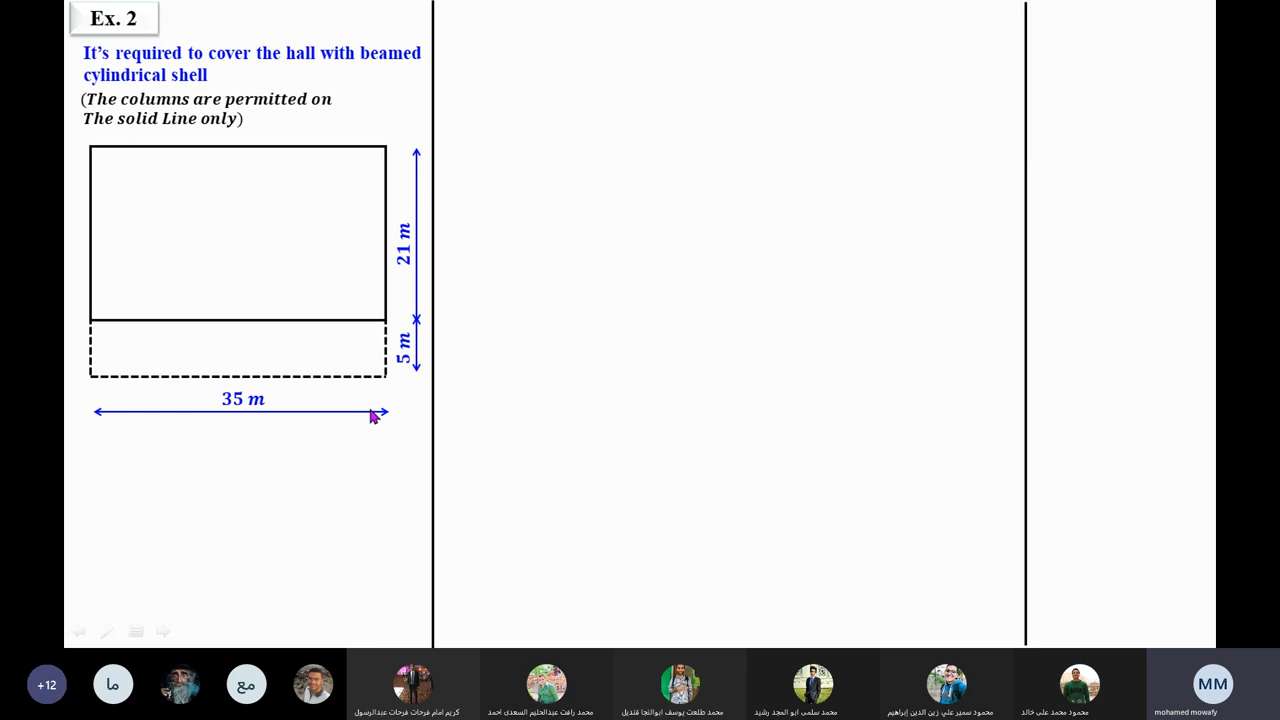 Ex. 2
It's required to cover the hall with beamed
cylindrical shell
(The columns are permitted on
The solid Line only)
21 m
5 m
35 m
+12
ما
مع
كريم امام فرحات فرحات عبدالرسول
محمد رافت عبدالحليم السعدى احمد
محمد طلعت يوسف ابوالنجا قنديل
محمد سلمى ابو المجد رشيد
محمود سمير علي زين الدين إبراهيم
محمود محمد على خالد
MM
mohamed mowafy